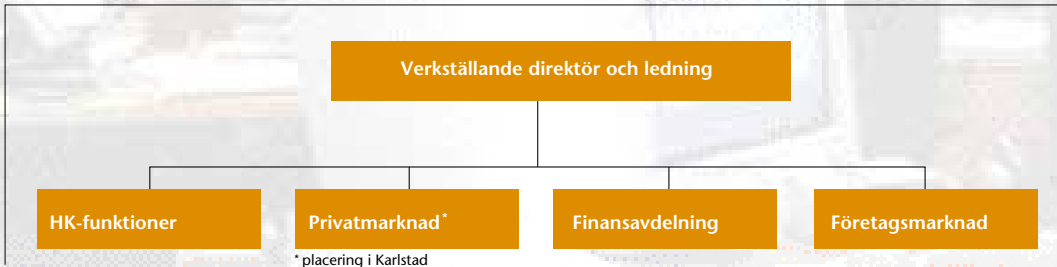 Verkställande direktör och ledning
HK-funktioner
Privatmarknad*
Finansavdelning
Företagsmarknad
* placering i Karlstad